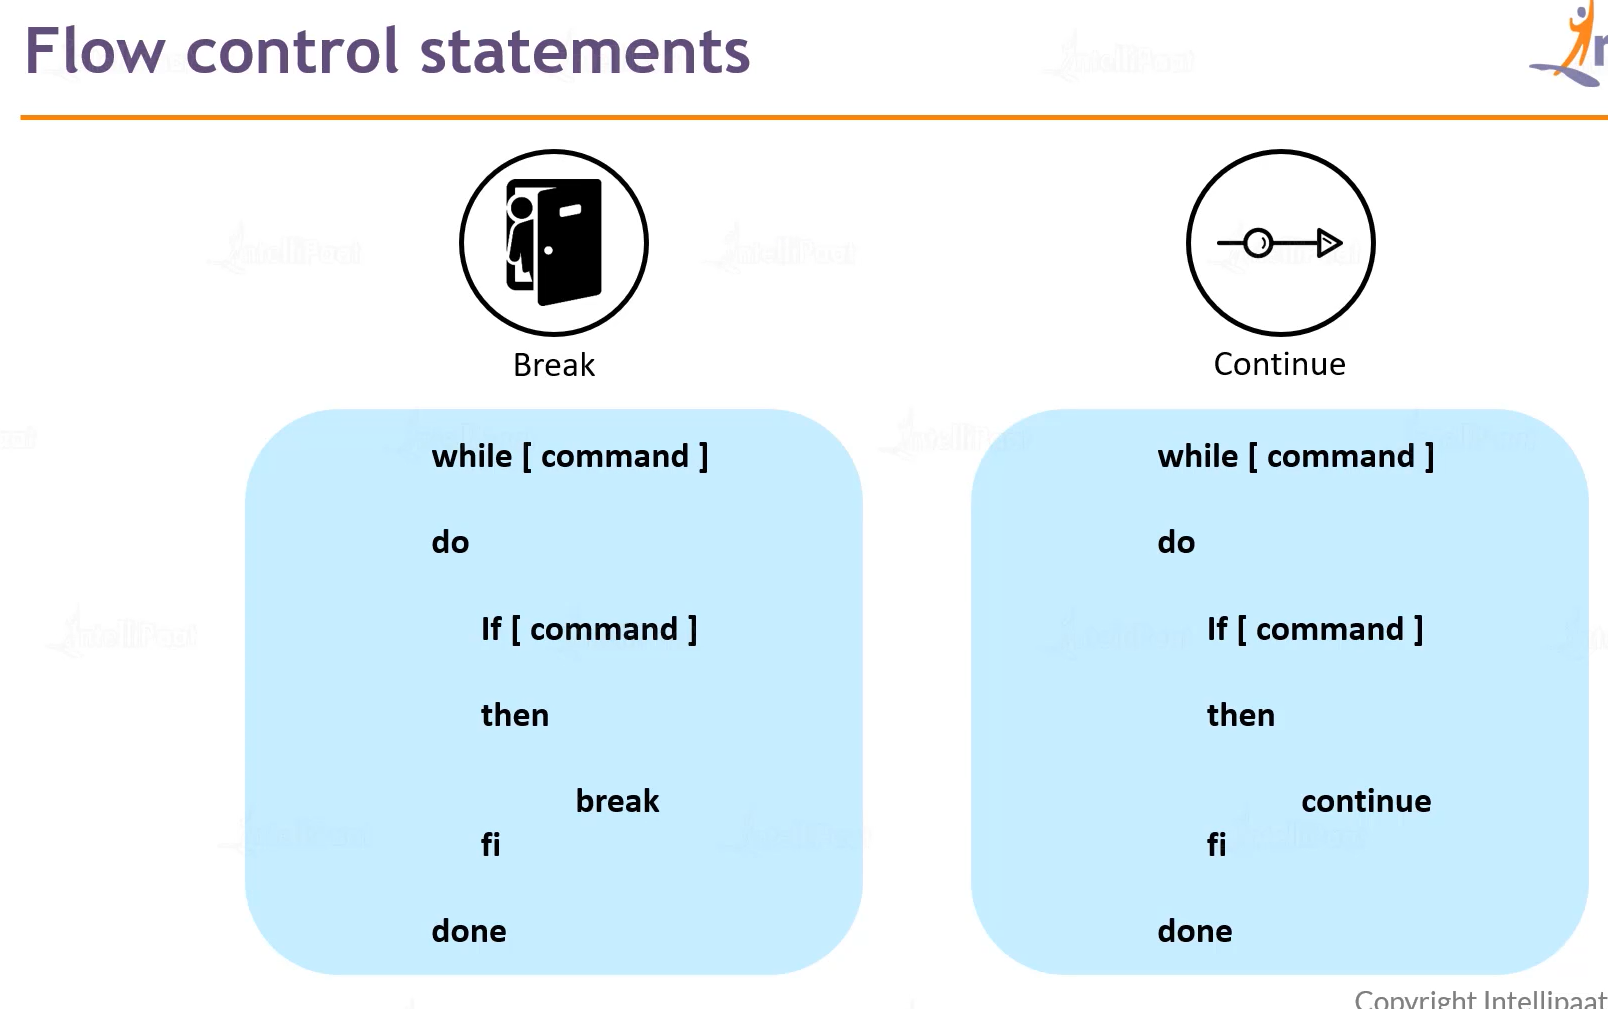 Flow control statements
Break
while [ command ]
do
If [ command ]
then
break
fi
done
Continue
while [ command ]
do
If [ command ]
then
continue
fi
done
Copyright Intellipaat